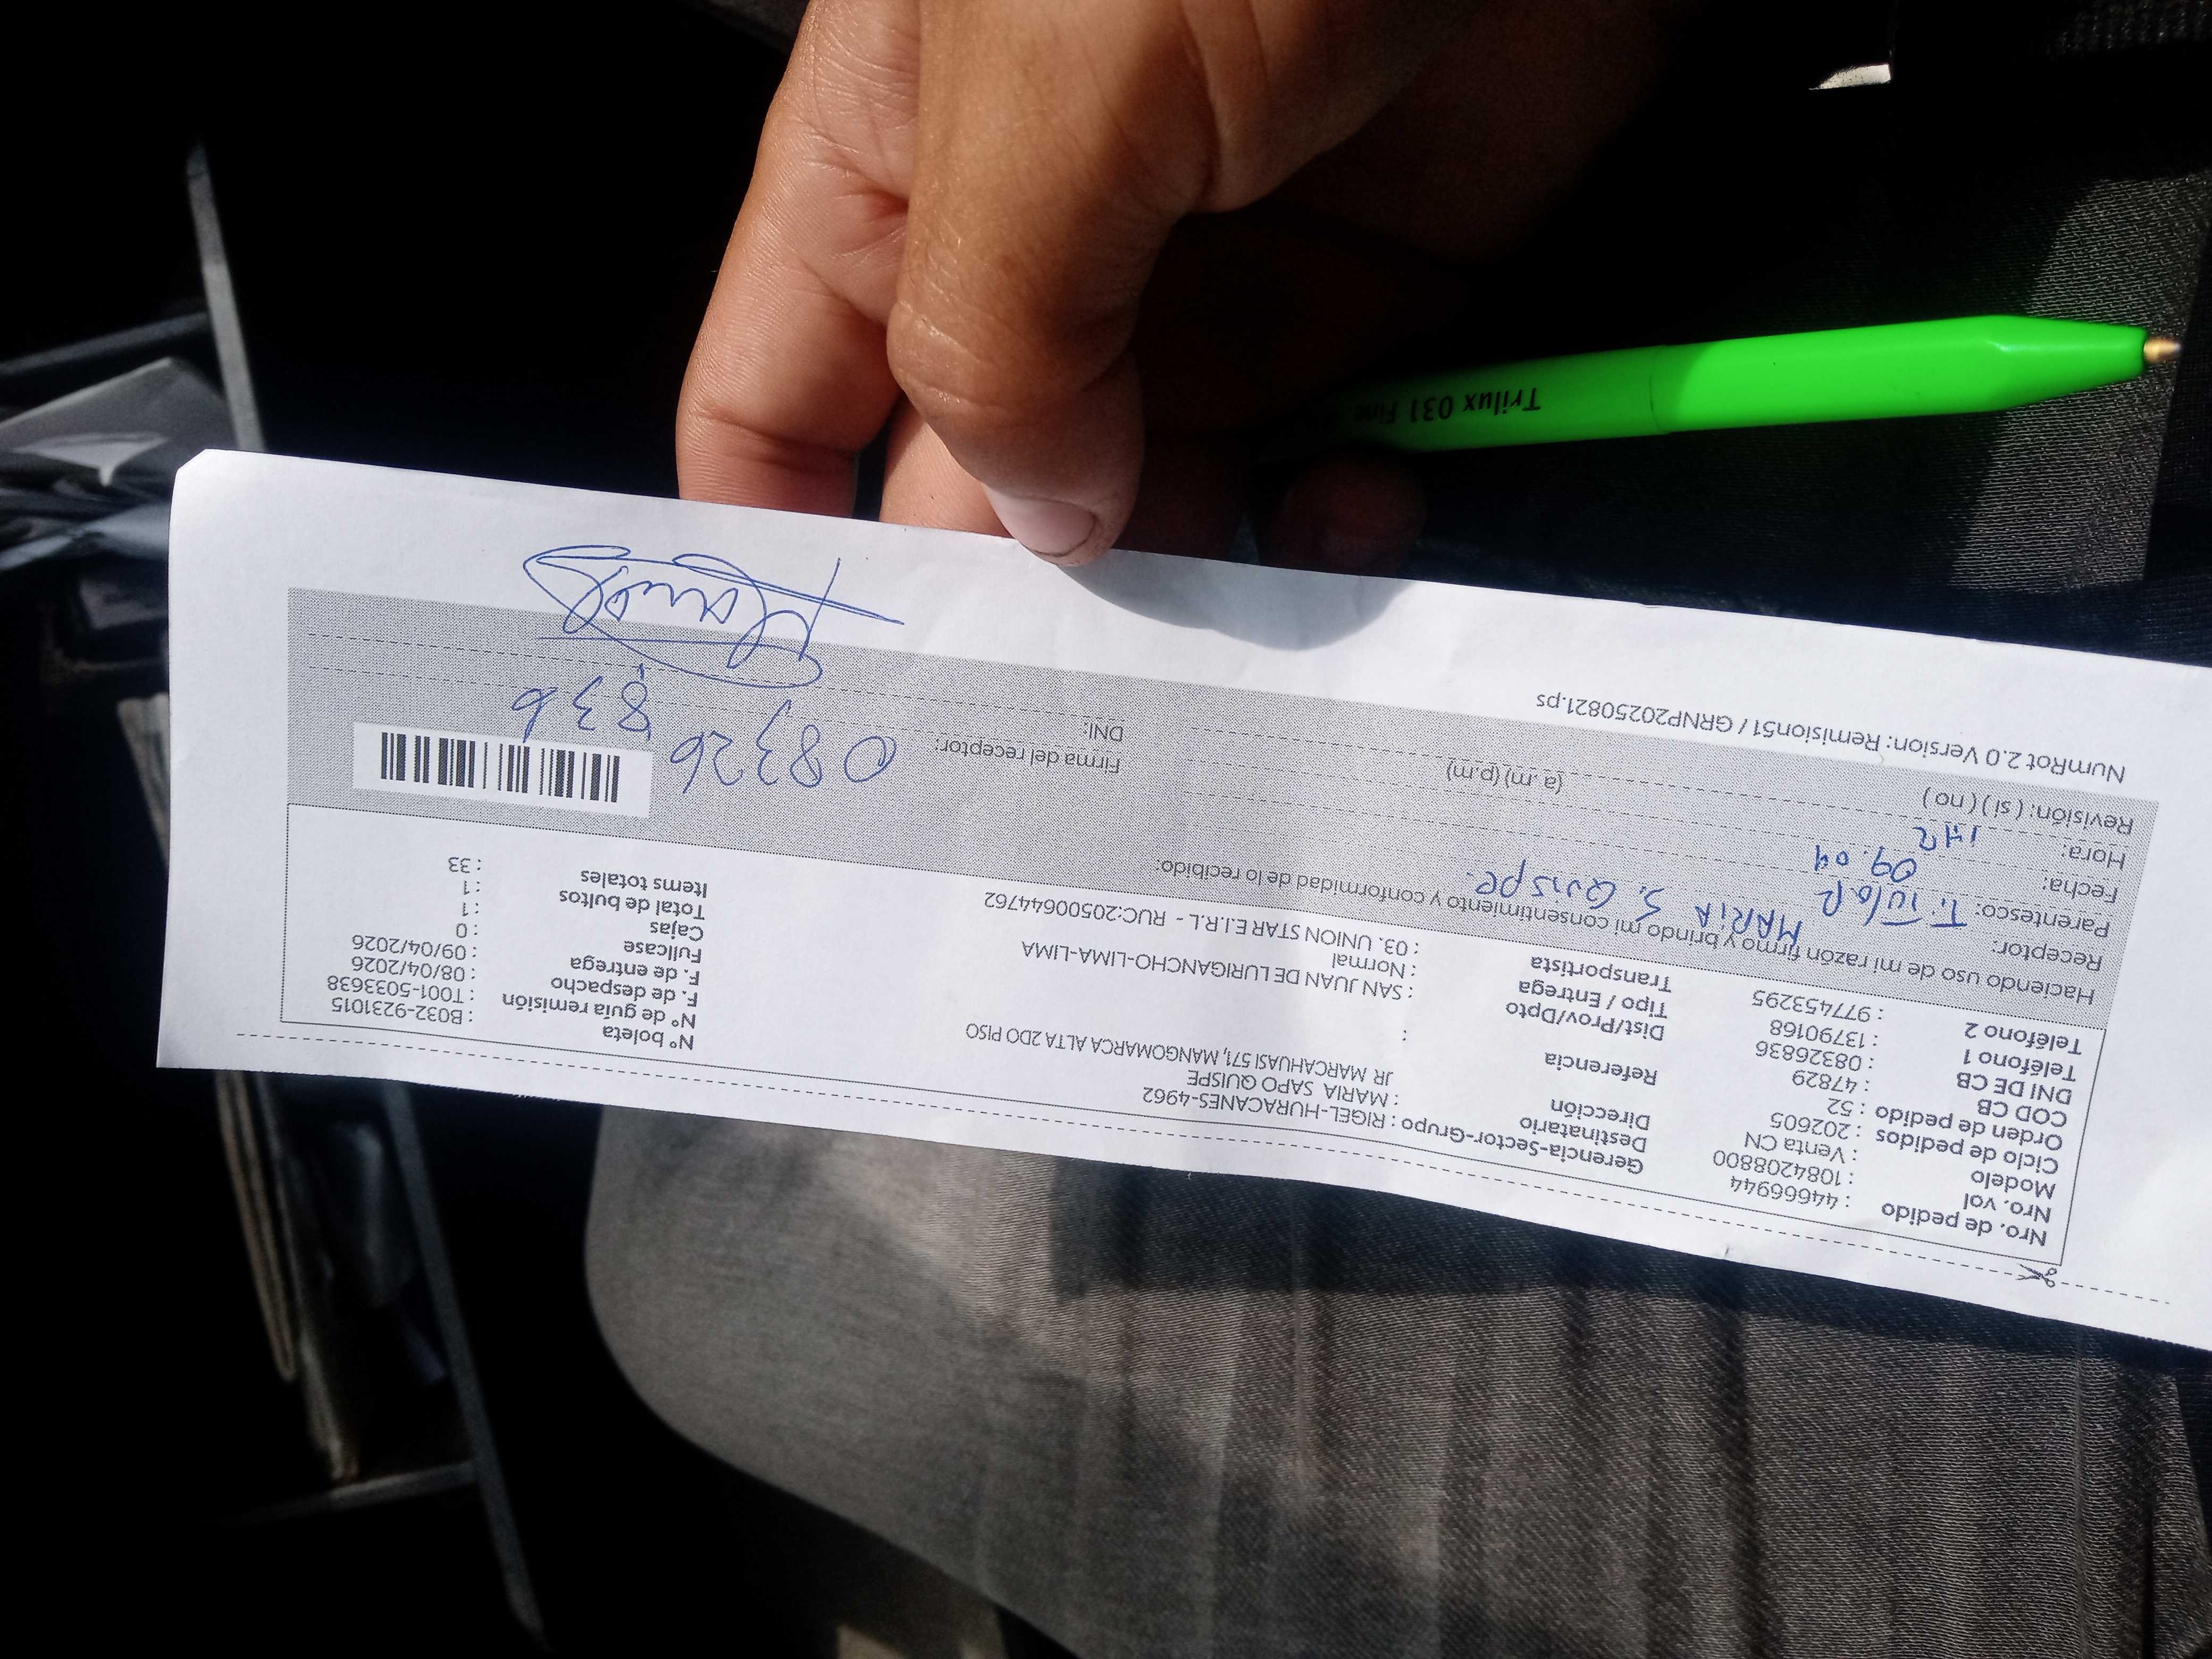 Nro. de pedido : 44666944
Nro. vol : 1084208800
Modelo : Venta CN
Ciclo de pedidos : 202605
Orden de pedido : 52
COD CB : 47829
DNI DE CB : 08326836
Teléfono 1 : 13790168
Teléfono 2 : 977453295
Gerencia-Sector-Grupo : RIGEL-HURACANES-4962
Destinatario : MARIA SAPO QUISPE
Dirección JR MARCAHUASI 571, MANGOMARCA ALTA 2DO PISO
Referencia :
Dist/Prov/Dpto : SAN JUAN DE LURIGANCHO-LIMA-LIMA
Tipo / Entrega : Normal
Transportista : 03. UNION STAR E.I.R.L - RUC:20500644762
N° boleta : B032-9231015
N° de guía remisión : T001-5033638
F. de despacho : 08/04/2026
F. de entrega : 09/04/2026
Fullcase : 0
Cajas : 1
Total de bultos : 1
Items totales : 33
Haciendo uso de mi razón firmo y brindo mi consentimiento y conformidad de lo recibido:
Receptor: MARIA S. Quispe.
Parentesco: TiTulaR
Fecha: 09.04
Hora: (a.m) (p.m)
Revisión: ( si ) ( no )
Firma del receptor:
DNI:
08326
836
NumRot 2.0 Version: Remision51 / GRNP20250821.ps
Trilux 031 Fine